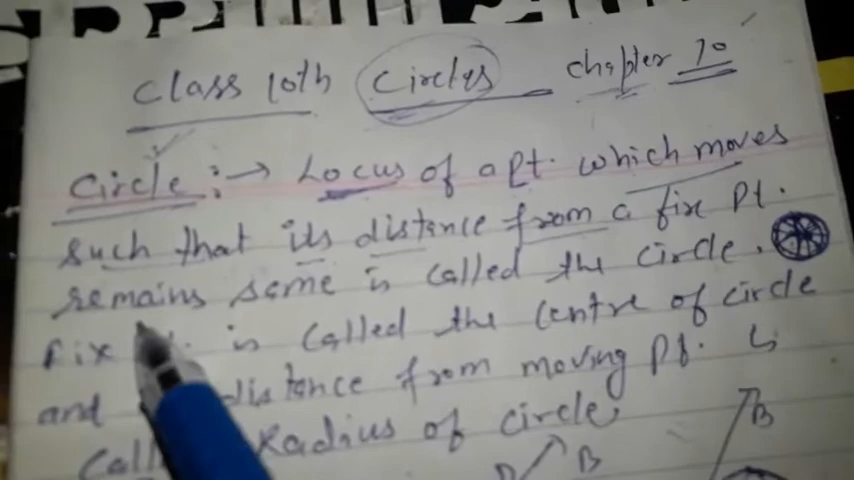 Class 10th Circles chapter 10
Circle :→ Locus of a pt. which moves
such that its distance from a fix pt.
remains same is called the circle.
Fix is called the centre of circle
and distance from moving pt. is
Radius of circle.
B
B